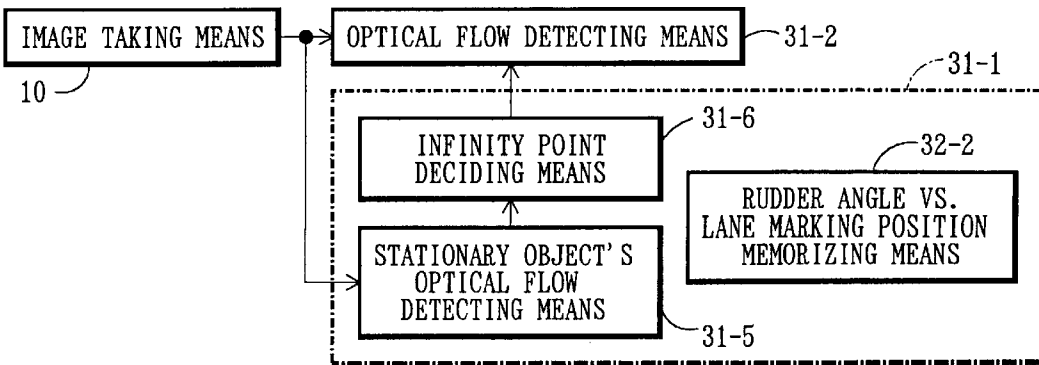 IMAGE TAKING MEANS
OPTICAL FLOW DETECTING MEANS
31-2
10
31-1
31-6
INFINITY POINT
DECIDING MEANS
32-2
RUDDER ANGLE VS.
LANE MARKING POSITION
MEMORIZING MEANS
STATIONARY OBJECT'S
OPTICAL FLOW
DETECTING MEANS
31-5